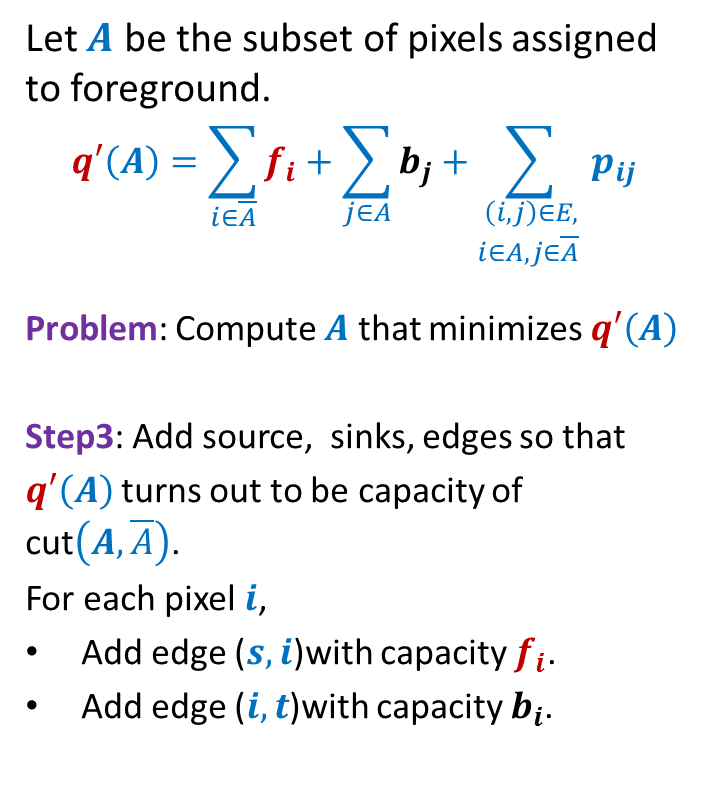 Let A be the subset of pixels assigned
to foreground.
q′(A) = ∑ f_i + ∑ b_j + ∑ p_ij
i∈A̅ j∈A (i,j)∈E,
i∈A,j∈A̅
Problem: Compute A that minimizes q′(A)
Step3: Add source, sinks, edges so that
q′(A) turns out to be capacity of
cut(A, A̅).
For each pixel i,
• Add edge (s, i)with capacity f_i.
• Add edge (i, t)with capacity b_i.